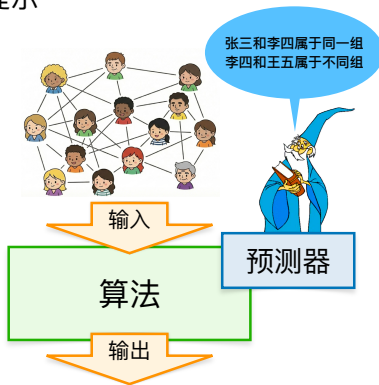 张三和李四属于同一组
李四和王五属于不同组
输入
预测器
算法
输出